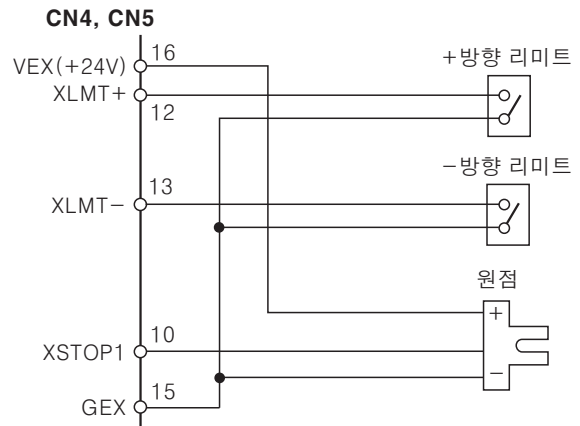 CN4, CN5
16
VEX(+24V)
+방향 리미트
XLMT+
12
−방향 리미트
13
XLMT−
원점
+
10
XSTOP1
−
15
GEX